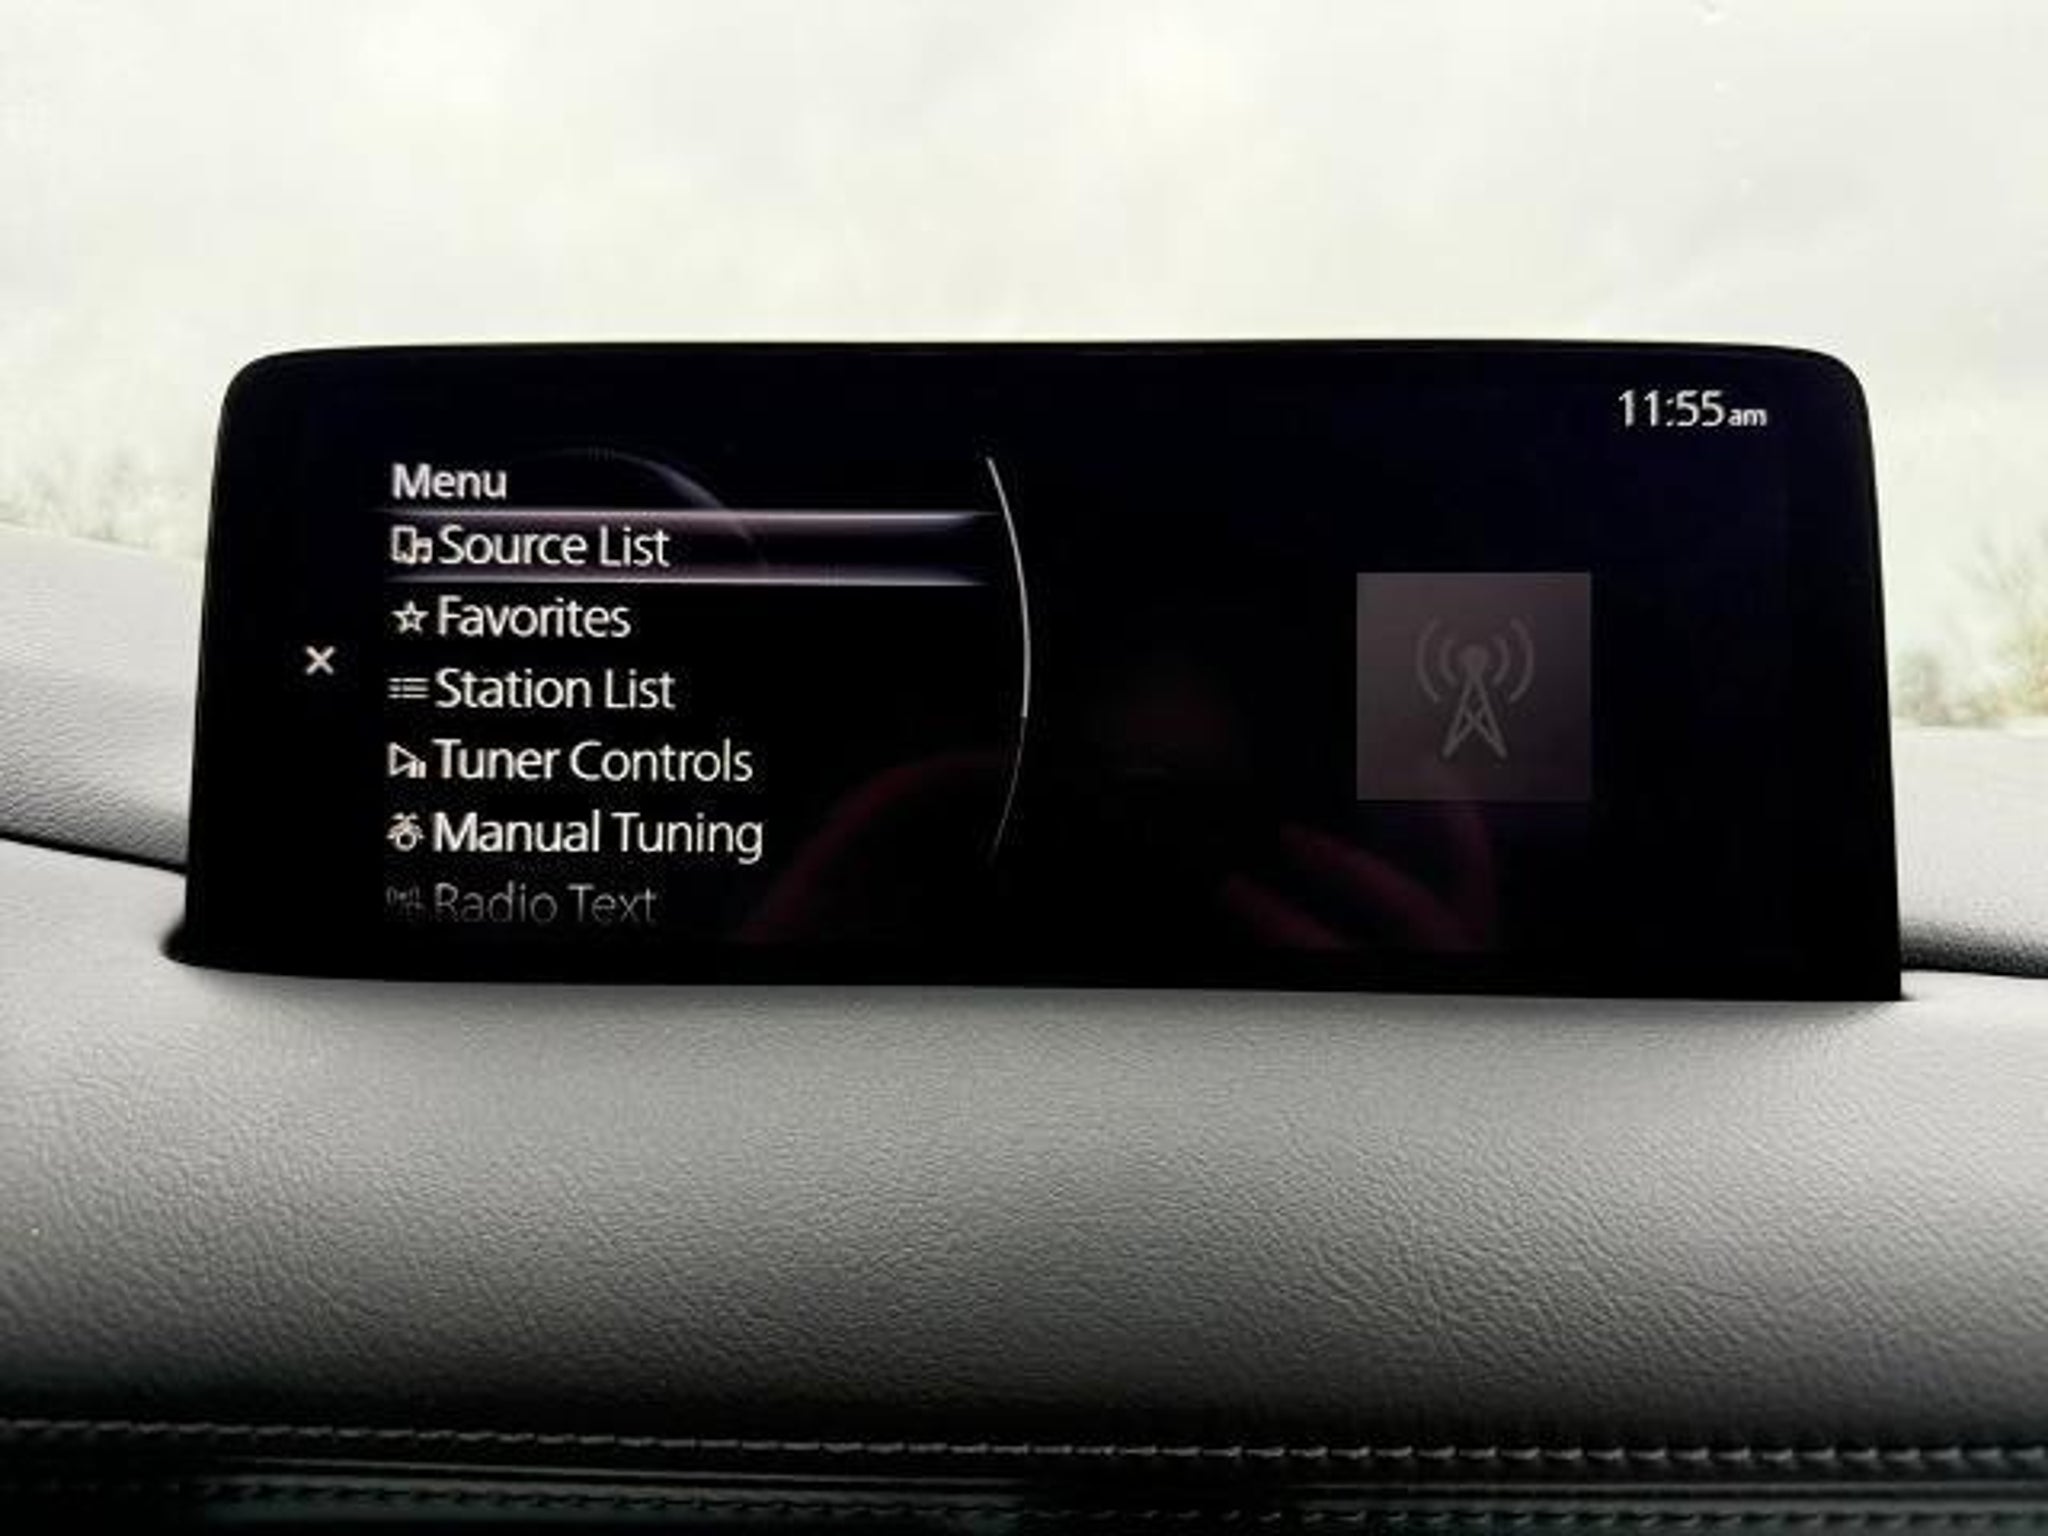 11:55am
Menu
Source List
Favorites
Station List
Tuner Controls
Manual Tuning
Radio Text